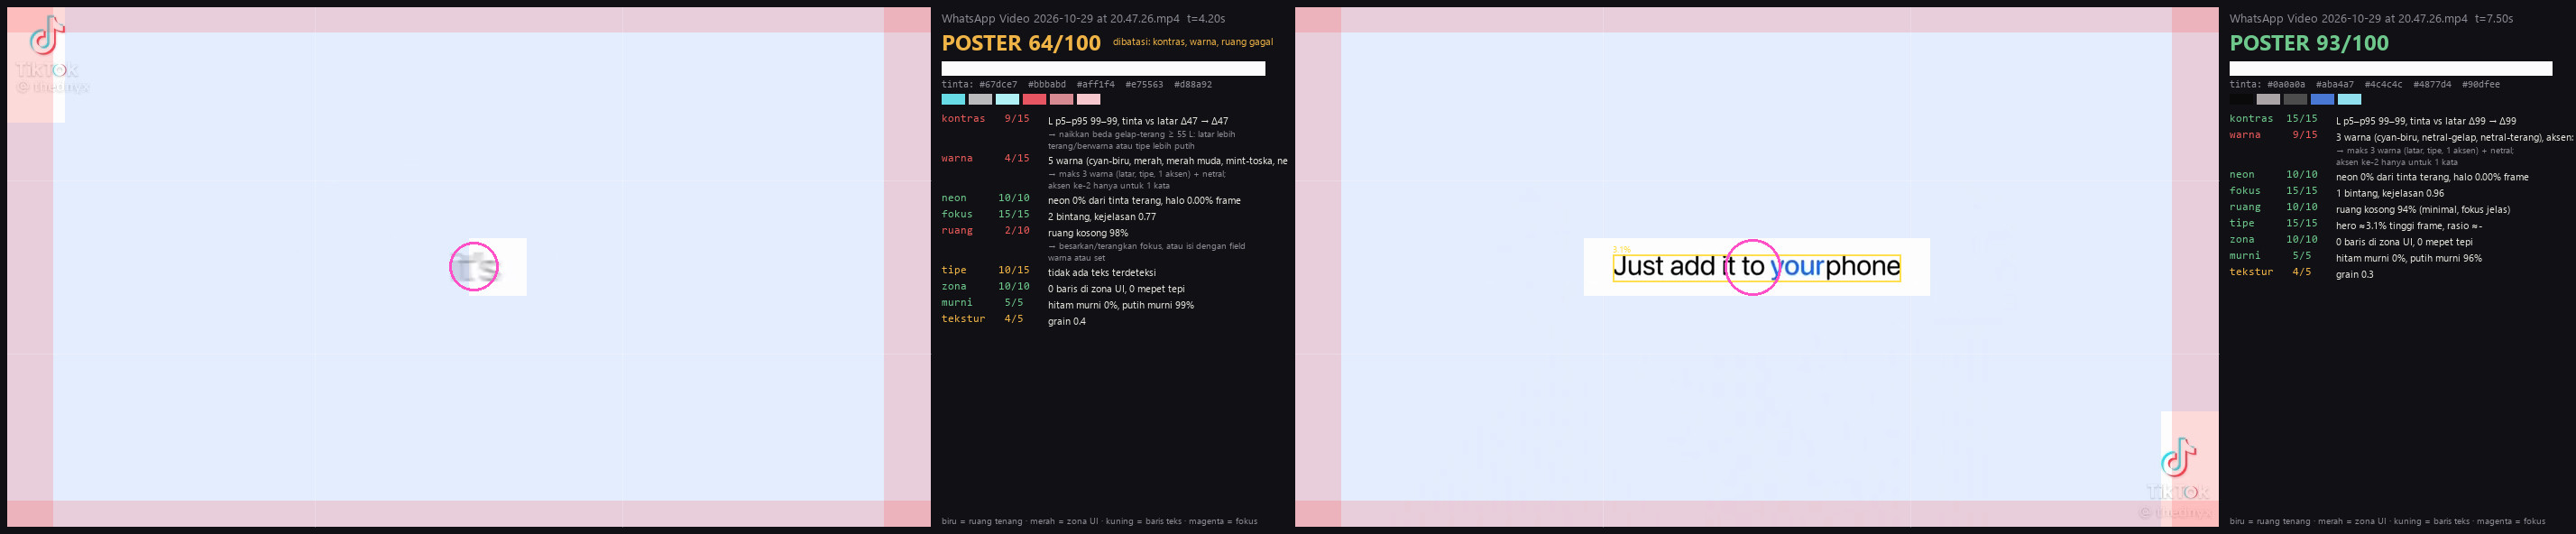 TikTok
WhatsApp Video 2026-10-29 at 20.47.26.mp4  t=4.20s
POSTER 64/100  dibatasi: kontras, warna, ruang gagal
tinta: #67dce7  #bbbabd  #aff1f4  #e75563  #d88a92
kontras  9/15  L p5–p95 99–99, tinta vs latar Δ47 → Δ47
→ naikkan beda gelap-terang ≥ 55 L: latar lebih
terang/berwarna atau tipe lebih putih
warna  4/15  5 warna (cyan-biru, merah, merah muda, mint-toska, ne
→ maks 3 warna (latar, tipe, 1 aksen) + netral;
aksen ke-2 hanya untuk 1 kata
neon  10/10  neon 0% dari tinta terang, halo 0.00% frame
fokus  15/15  2 bintang, kejelasan 0.77
ruang  2/10  ruang kosong 98%
→ besarkan/terangkan fokus, atau isi dengan field
warna atau set
tipe  10/15  tidak ada teks terdeteksi
zona  10/10  0 baris di zona UI, 0 mepet tepi
murni  5/5  hitam murni 0%, putih murni 99%
tekstur  4/5  grain 0.4
biru = ruang tenang · merah = zona UI · kuning = baris teks · magenta = fokus
3.1%
Just add it to your phone
TikTok
WhatsApp Video 2026-10-29 at 20.47.26.mp4  t=7.50s
POSTER 93/100
tinta: #0a0a0a  #aba4a7  #4c4c4c  #4877d4  #90dfee
kontras  15/15  L p5–p95 99–99, tinta vs latar Δ99 → Δ99
warna  9/15  3 warna (cyan-biru, netral-gelap, netral-terang), aksen:
→ maks 3 warna (latar, tipe, 1 aksen) + netral;
aksen ke-2 hanya untuk 1 kata
neon  10/10  neon 0% dari tinta terang, halo 0.00% frame
fokus  15/15  1 bintang, kejelasan 0.96
ruang  10/10  ruang kosong 94% (minimal, fokus jelas)
tipe  15/15  hero ≈3.1% tinggi frame, rasio ≈-
zona  10/10  0 baris di zona UI, 0 mepet tepi
murni  5/5  hitam murni 0%, putih murni 96%
tekstur  4/5  grain 0.3
biru = ruang tenang · merah = zona UI · kuning = baris teks · magenta = fokus